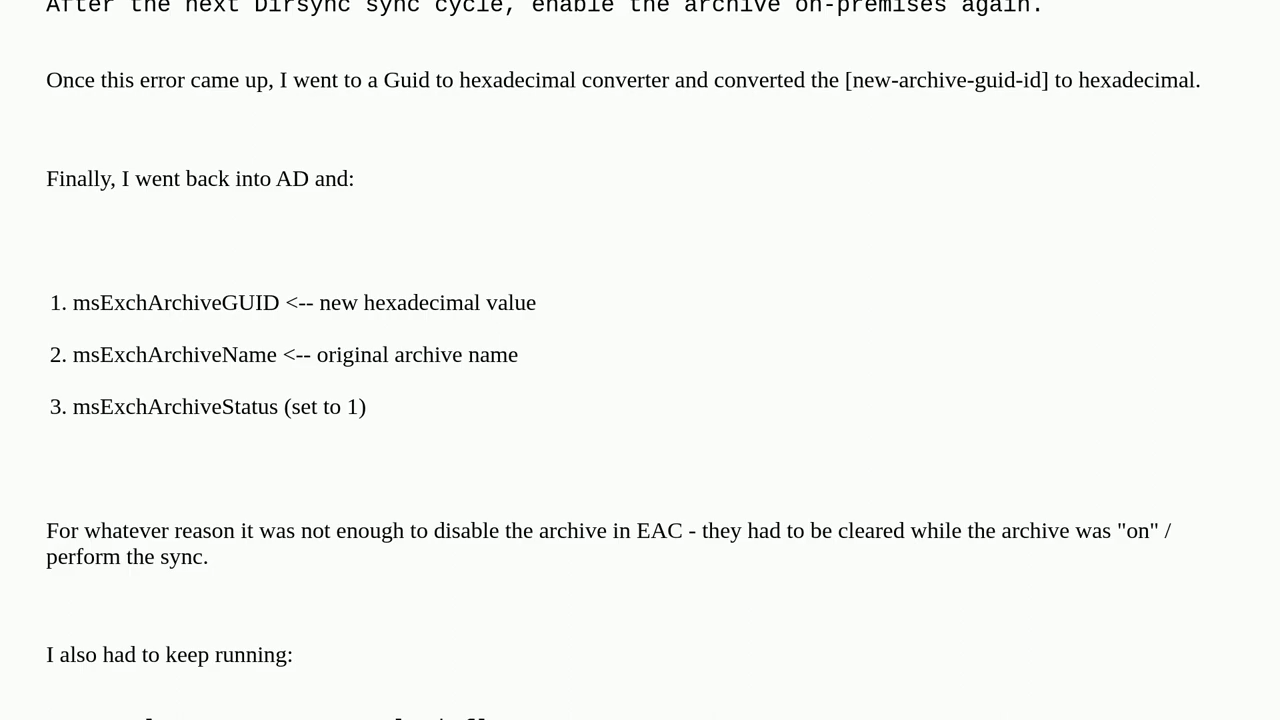 After the next Dirsync sync cycle, enable the archive on-premises again.
Once this error came up, I went to a Guid to hexadecimal converter and converted the [new-archive-guid-id] to hexadecimal.
Finally, I went back into AD and:
1. msExchArchiveGUID <-- new hexadecimal value
2. msExchArchiveName <-- original archive name
3. msExchArchiveStatus (set to 1)
For whatever reason it was not enough to disable the archive in EAC - they had to be cleared while the archive was "on" /
perform the sync.
I also had to keep running: